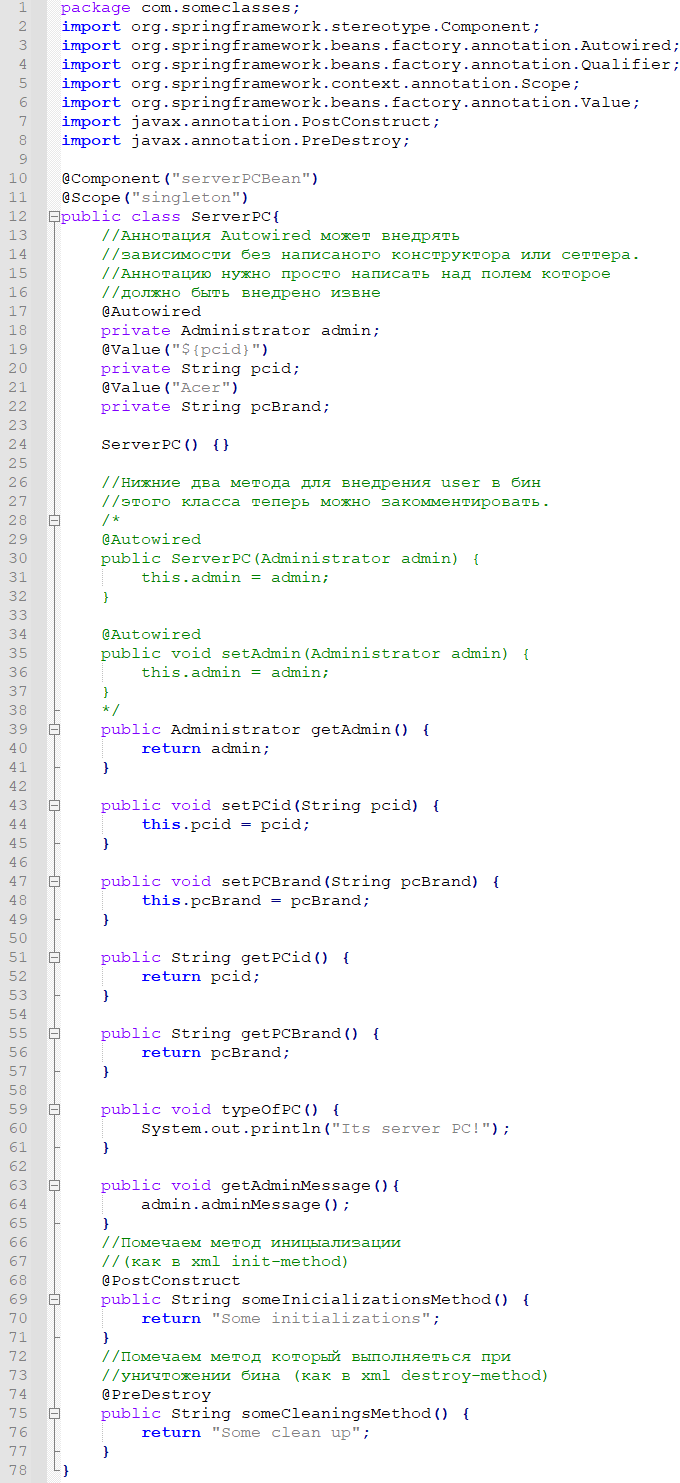 1 package com.someclasses;
2 import org.springframework.stereotype.Component;
3 import org.springframework.beans.factory.annotation.Autowired;
4 import org.springframework.beans.factory.annotation.Qualifier;
5 import org.springframework.context.annotation.Scope;
6 import org.springframework.beans.factory.annotation.Value;
7 import javax.annotation.PostConstruct;
8 import javax.annotation.PreDestroy;
9
10 @Component("serverPCBean")
11 @Scope("singleton")
12 public class ServerPC{
13     //Аннотация Autowired может внедрять
14     //зависимости без написаного конструктора или сеттера.
15     //Аннотацию нужно просто написать над полем которое
16     //должно быть внедрено извне
17     @Autowired
18     private Administrator admin;
19     @Value("${pcid}")
20     private String pcid;
21     @Value("Acer")
22     private String pcBrand;
23
24     ServerPC() {}
25
26     //Нижние два метода для внедрения user в бин
27     //этого класса теперь можно закомментировать.
28     /*
29     @Autowired
30     public ServerPC(Administrator admin) {
31         this.admin = admin;
32     }
33
34     @Autowired
35     public void setAdmin(Administrator admin) {
36         this.admin = admin;
37     }
38     */
39     public Administrator getAdmin() {
40         return admin;
41     }
42
43     public void setPCid(String pcid) {
44         this.pcid = pcid;
45     }
46
47     public void setPCBrand(String pcBrand) {
48         this.pcBrand = pcBrand;
49     }
50
51     public String getPCid() {
52         return pcid;
53     }
54
55     public String getPCBrand() {
56         return pcBrand;
57     }
58
59     public void typeOfPC() {
60         System.out.println("Its server PC!");
61     }
62
63     public void getAdminMessage(){
64         admin.adminMessage();
65     }
66     //Помечаем метод иницыализации
67     //(как в xml init-method)
68     @PostConstruct
69     public String someInicializationsMethod() {
70         return "Some initializations";
71     }
72     //Помечаем метод который выполняеться при
73     //уничтожении бина (как в xml destroy-method)
74     @PreDestroy
75     public String someCleaningsMethod() {
76         return "Some clean up";
77     }
78 }